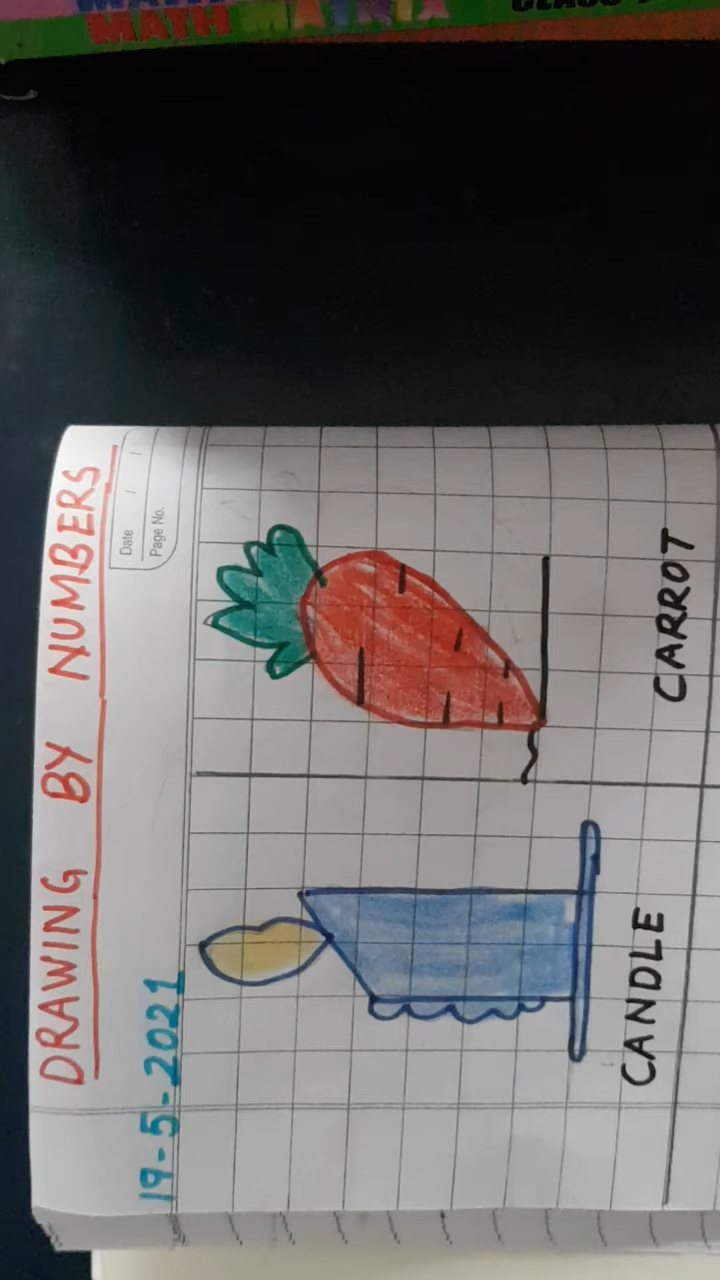 MATH MATRIX
DRAWING BY NUMBERS
Date / /
Page No.
19-5-2021
CANDLE
CARROT